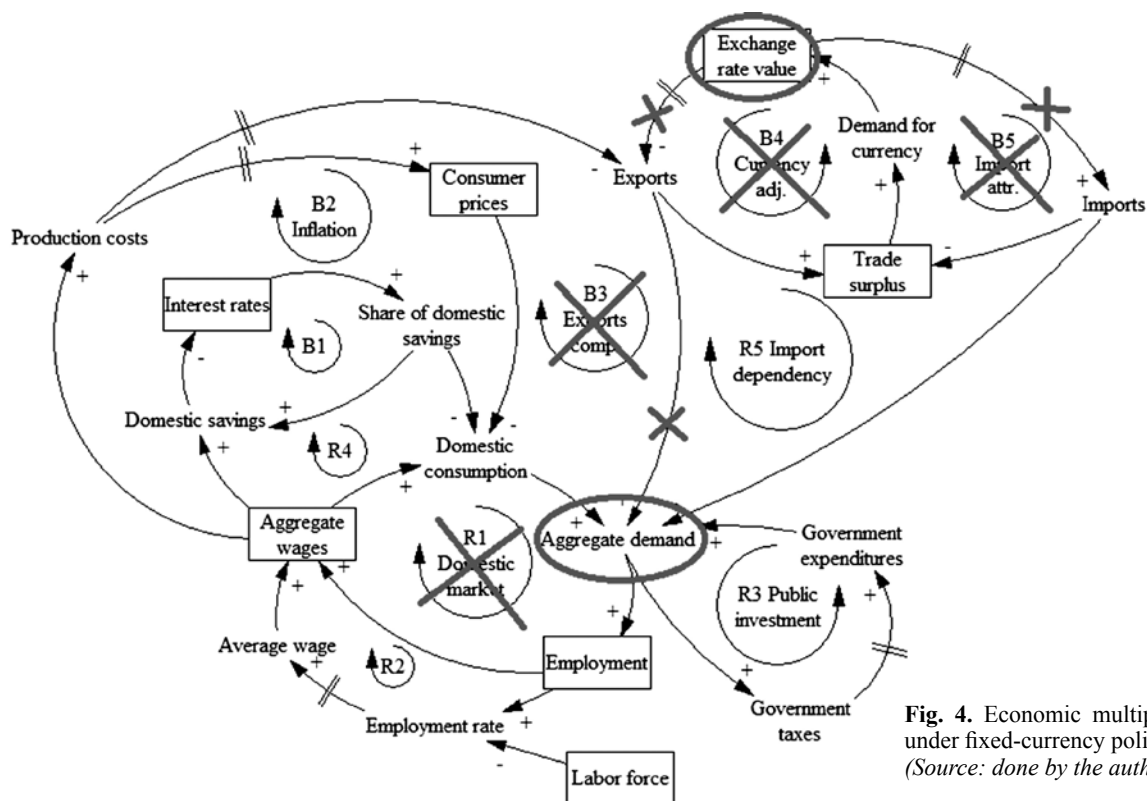 Exchange
rate value
+
-
B4
Currency
adj.
Demand for
currency
+
B5
Import
attr.
+
Imports
-
Exports
+
Trade
surplus
-
+
Consumer
prices
B2
Inflation
Production costs
+
Interest rates
+
Share of domestic
savings
B1
-
B3
Exports
comp.
R5 Import
dependency
Domestic savings
+
+
R4
-
-
Domestic
consumption
+
+
Aggregate
wages
+
+
R1
Domestic
market
Aggregate demand
+
Government
expenditures
+
R3 Public
investment
+
Average wage
+
R2
Employment
+
Government
taxes
Employment rate
+
-
Labor force
Fig. 4. Economic multip
under fixed-currency poli
(Source: done by the auth